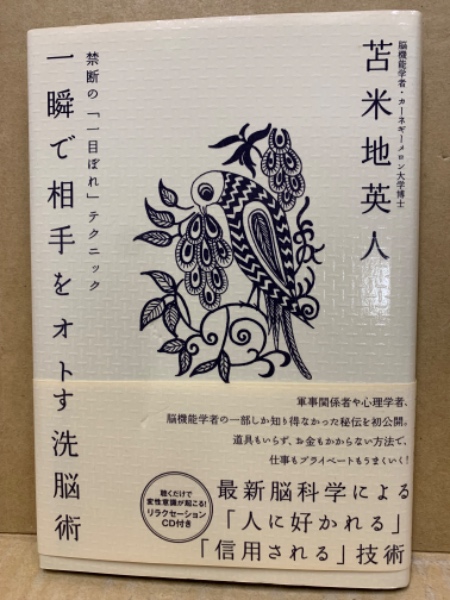 脳機能学者・カーネギーメロン大学博士
苫米地英人
禁断の「一目ぼれ」テクニック
一瞬で相手をオトす洗脳術
軍事関係者や心理学者、
脳機能学者の一部しか知り得なかった秘伝を初公開。
道具もいらず、お金もかからない方法で、
仕事もプライベートもうまくいく!
聴くだけで
変性意識が起こる!
リラクセーション
CD付き
最新脳科学による
「人に好かれる」
「信用される」技術